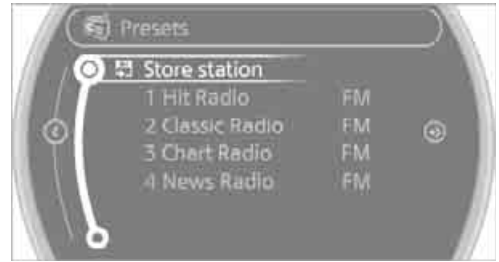 Presets
Store station
1 Hit Radio FM
2 Classic Radio FM
3 Chart Radio FM
4 News Radio FM